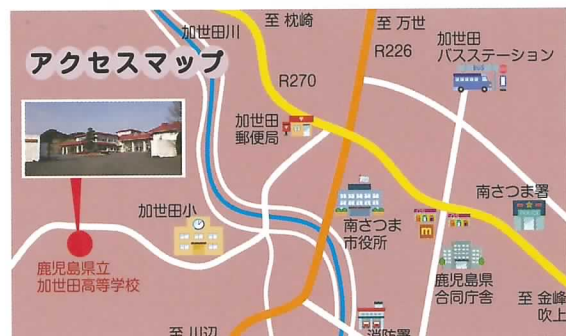 アクセスマップ
加世田川
至 枕崎
至 万世
R226
R270
加世田
バスステーション
加世田
郵便局
加世田小
南さつま
市役所
南さつま署
鹿児島県
合同庁舎
鹿児島県立
加世田高等学校
至 金峰
吹上
至 川辺
消防署